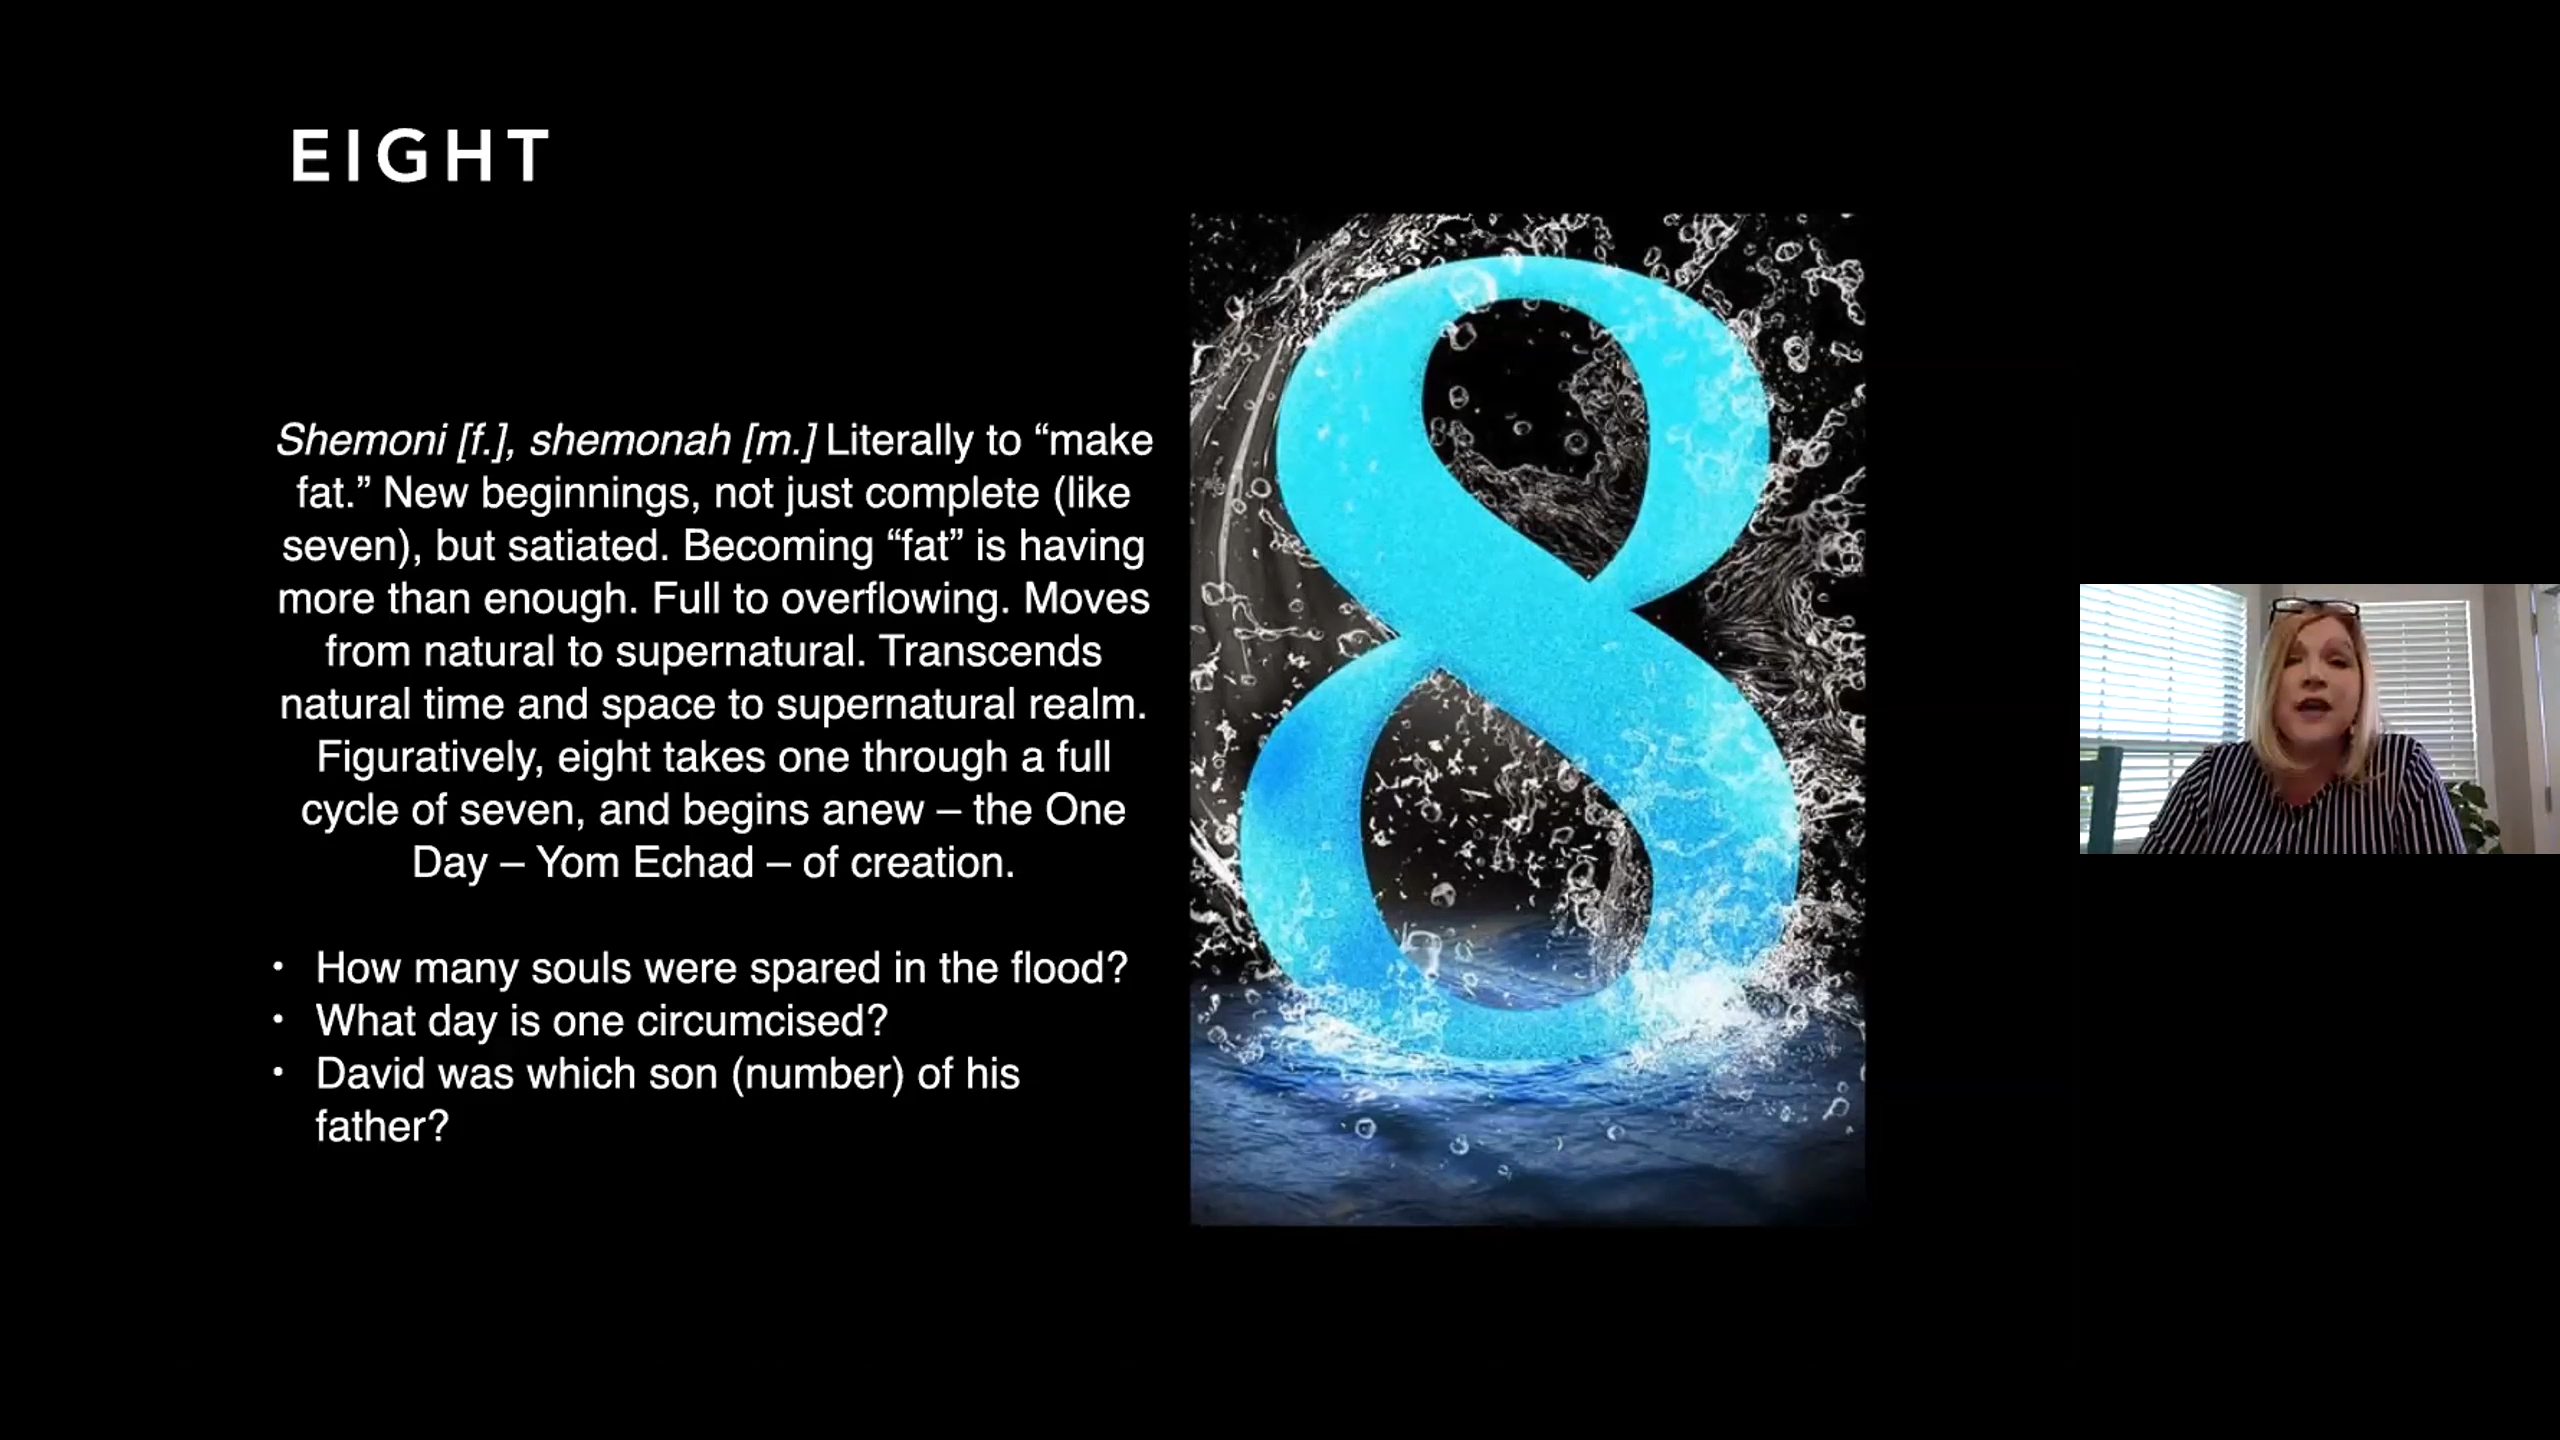 EIGHT
Shemoni [f.], shemonah [m.] Literally to “make
fat.” New beginnings, not just complete (like
seven), but satiated. Becoming “fat” is having
more than enough. Full to overflowing. Moves
from natural to supernatural. Transcends
natural time and space to supernatural realm.
Figuratively, eight takes one through a full
cycle of seven, and begins anew – the One
Day – Yom Echad – of creation.
• How many souls were spared in the flood?
• What day is one circumcised?
• David was which son (number) of his
father?
8